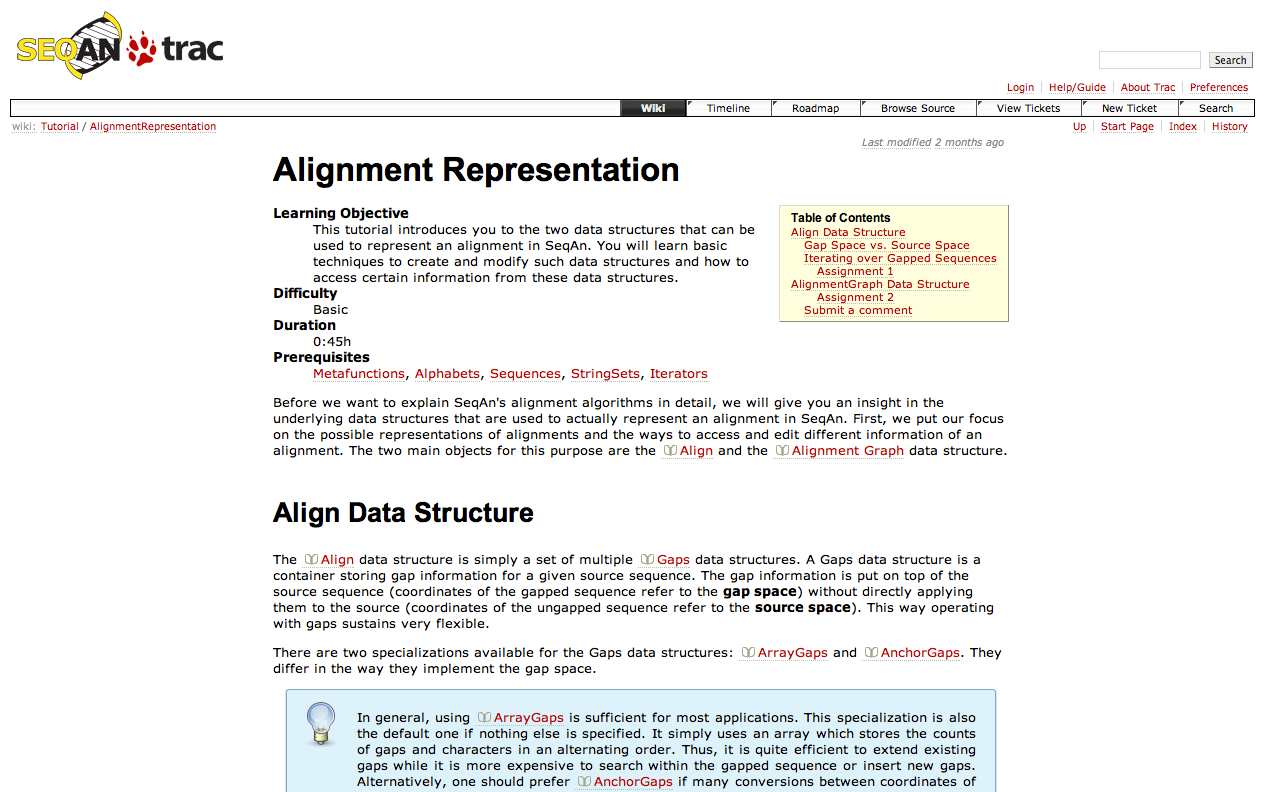 SEQAN trac
Search
Login Help/Guide About Trac Preferences
Wiki Timeline Roadmap Browse Source View Tickets New Ticket Search
wiki: Tutorial / AlignmentRepresentation Up Start Page Index History
Last modified 2 months ago
Alignment Representation
Learning Objective
This tutorial introduces you to the two data structures that can be
used to represent an alignment in SeqAn. You will learn basic
techniques to create and modify such data structures and how to
access certain information from these data structures.
Difficulty
Basic
Duration
0:45h
Prerequisites
Metafunctions, Alphabets, Sequences, StringSets, Iterators
Table of Contents
Align Data Structure
Gap Space vs. Source Space
Iterating over Gapped Sequences
Assignment 1
AlignmentGraph Data Structure
Assignment 2
Submit a comment
Before we want to explain SeqAn's alignment algorithms in detail, we will give you an insight in the
underlying data structures that are used to actually represent an alignment in SeqAn. First, we put our focus
on the possible representations of alignments and the ways to access and edit different information of an
alignment. The two main objects for this purpose are the Align and the Alignment Graph data structure.
Align Data Structure
The Align data structure is simply a set of multiple Gaps data structures. A Gaps data structure is a
container storing gap information for a given source sequence. The gap information is put on top of the
source sequence (coordinates of the gapped sequence refer to the gap space) without directly applying
them to the source (coordinates of the ungapped sequence refer to the source space). This way operating
with gaps sustains very flexible.
There are two specializations available for the Gaps data structures: ArrayGaps and AnchorGaps. They
differ in the way they implement the gap space.
In general, using ArrayGaps is sufficient for most applications. This specialization is also
the default one if nothing else is specified. It simply uses an array which stores the counts
of gaps and characters in an alternating order. Thus, it is quite efficient to extend existing
gaps while it is more expensive to search within the gapped sequence or insert new gaps.
Alternatively, one should prefer AnchorGaps if many conversions between coordinates of